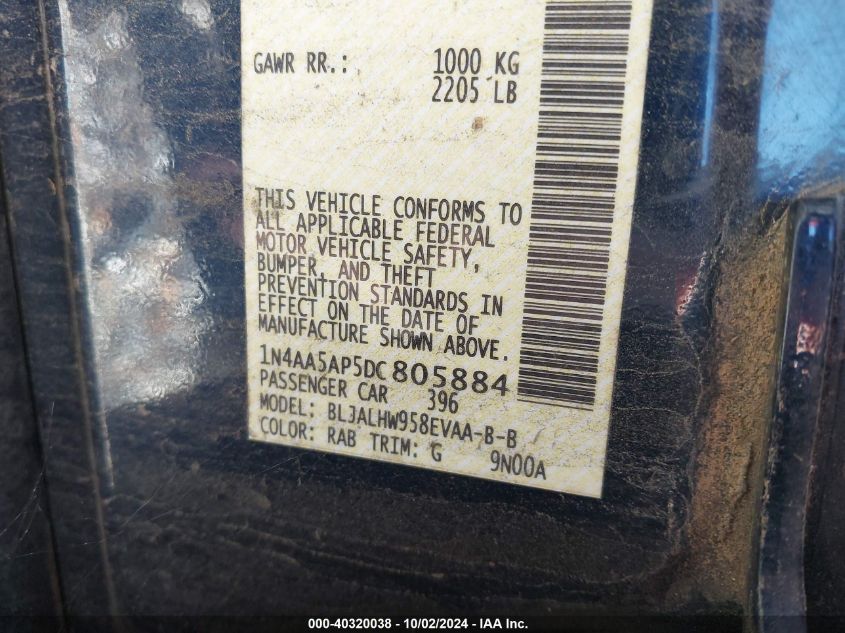 GAWR RR.: 1000 KG
2205 LB
THIS VEHICLE CONFORMS TO
ALL APPLICABLE FEDERAL
MOTOR VEHICLE SAFETY,
BUMPER, AND THEFT
PREVENTION STANDARDS IN
EFFECT ON THE DATE OF
MANUFACTURE SHOWN ABOVE.
1N4AA5AP5DC805884
PASSENGER CAR 396
MODEL: BLJALHW958EVAA-B-B
COLOR: RAB TRIM: G 9N00A
000-40320038 - 10/02/2024 - IAA Inc.